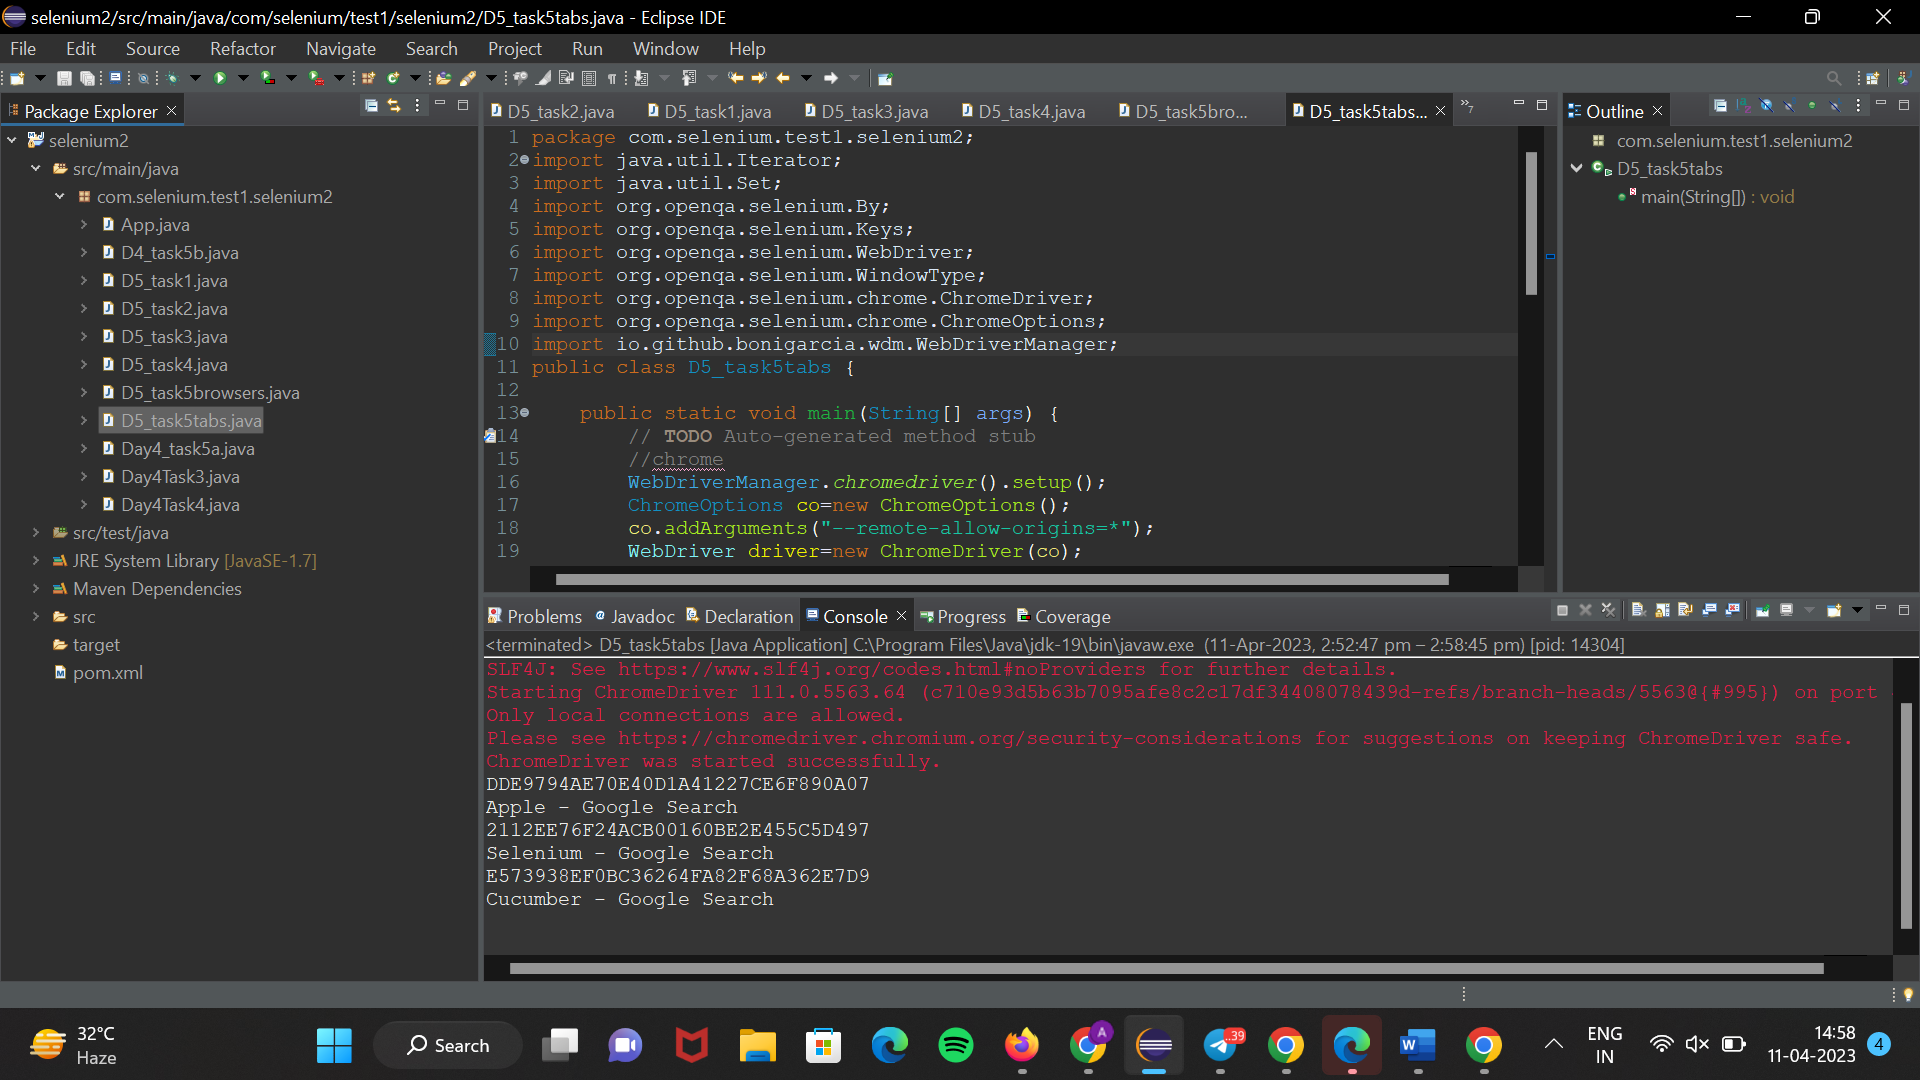 selenium2/src/main/java/com/selenium/test1/selenium2/D5_task5tabs.java - Eclipse IDE
File Edit Source Refactor Navigate Search Project Run Window Help
Package Explorer
selenium2
src/main/java
com.selenium.test1.selenium2
App.java
D4_task5b.java
D5_task1.java
D5_task2.java
D5_task3.java
D5_task4.java
D5_task5browsers.java
D5_task5tabs.java
Day4_task5a.java
Day4Task3.java
Day4Task4.java
src/test/java
JRE System Library [JavaSE-1.7]
Maven Dependencies
src
target
pom.xml
D5_task2.java D5_task1.java D5_task3.java D5_task4.java D5_task5bro... D5_task5tabs... »7
1 package com.selenium.test1.selenium2;
2 import java.util.Iterator;
3 import java.util.Set;
4 import org.openqa.selenium.By;
5 import org.openqa.selenium.Keys;
6 import org.openqa.selenium.WebDriver;
7 import org.openqa.selenium.WindowType;
8 import org.openqa.selenium.chrome.ChromeDriver;
9 import org.openqa.selenium.chrome.ChromeOptions;
10 import io.github.bonigarcia.wdm.WebDriverManager;
11 public class D5_task5tabs {
12
13 public static void main(String[] args) {
14 // TODO Auto-generated method stub
15 //chrome
16 WebDriverManager.chromedriver().setup();
17 ChromeOptions co=new ChromeOptions();
18 co.addArguments("--remote-allow-origins=*");
19 WebDriver driver=new ChromeDriver(co);
Outline
com.selenium.test1.selenium2
D5_task5tabs
main(String[]) : void
Problems Javadoc Declaration Console Progress Coverage
<terminated> D5_task5tabs [Java Application] C:\Program Files\Java\jdk-19\bin\javaw.exe (11-Apr-2023, 2:52:47 pm – 2:58:45 pm) [pid: 14304]
SLF4J: See https://www.slf4j.org/codes.html#noProviders for further details.
Starting ChromeDriver 111.0.5563.64 (c710e93d5b63b7095afe8c2c17df34408078439d-refs/branch-heads/5563@{#995}) on port
Only local connections are allowed.
Please see https://chromedriver.chromium.org/security-considerations for suggestions on keeping ChromeDriver safe.
ChromeDriver was started successfully.
DDE9794AE70E40D1A41227CE6F890A07
Apple - Google Search
2112EE76F24ACB00160BE2E455C5D497
Selenium - Google Search
E573938EF0BC36264FA82F68A362E7D9
Cucumber - Google Search
32°C
Haze
Search
A
39
ENG
IN
14:58
11-04-2023
4